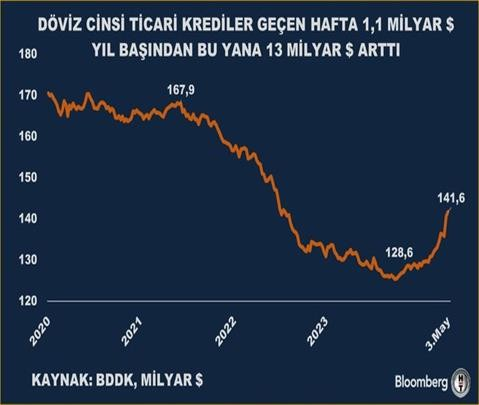 DÖVİZ CİNSİ TİCARİ KREDİLER GEÇEN HAFTA 1,1 MİLYAR $
YIL BAŞINDAN BU YANA 13 MİLYAR $ ARTTI
180
170
160
150
140
130
120
167,9
128,6
141,6
2020
2021
2022
2023
3.May
KAYNAK: BDDK, MİLYAR $
Bloomberg HT